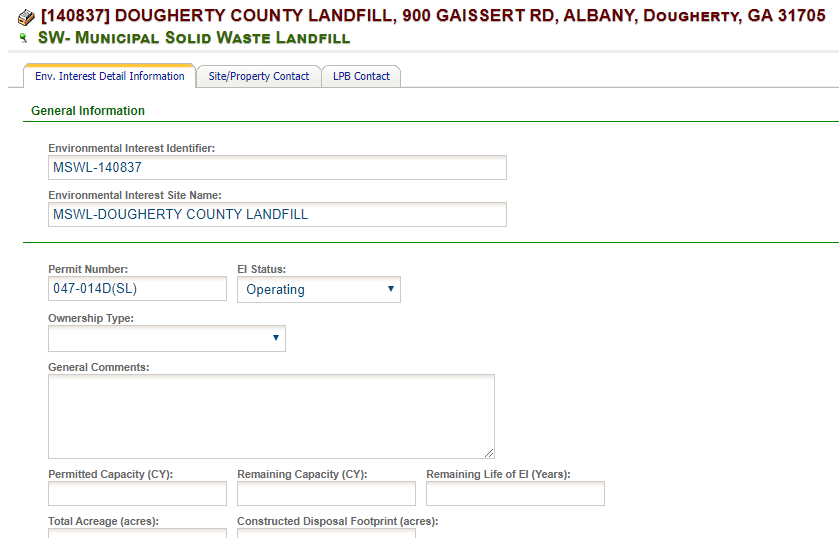 [140837] DOUGHERTY COUNTY LANDFILL, 900 GAISSERT RD, ALBANY, Dougherty, GA 31705
SW- Municipal Solid Waste Landfill
Env. Interest Detail Information Site/Property Contact LPB Contact
General Information
Environmental Interest Identifier:
MSWL-140837
Environmental Interest Site Name:
MSWL-DOUGHERTY COUNTY LANDFILL
Permit Number: EI Status:
047-014D(SL) Operating
Ownership Type:
General Comments:
Permitted Capacity (CY): Remaining Capacity (CY): Remaining Life of EI (Years):
Total Acreage (acres): Constructed Disposal Footprint (acres):